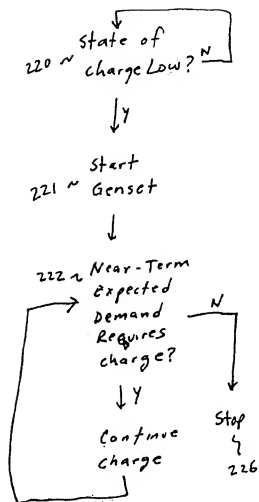 State of
220 ~ charge Low? N
Y
Start
221 ~ Genset
222 ~ Near-Term
Expected
Demand
Requires
charge?
N
Y
Continue
charge
Stop
226